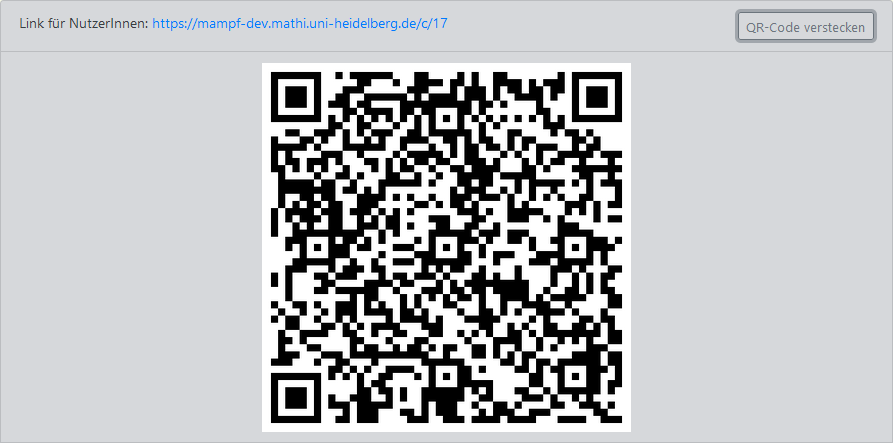 Link für NutzerInnen: https://mampf-dev.mathi.uni-heidelberg.de/c/17
QR-Code verstecken